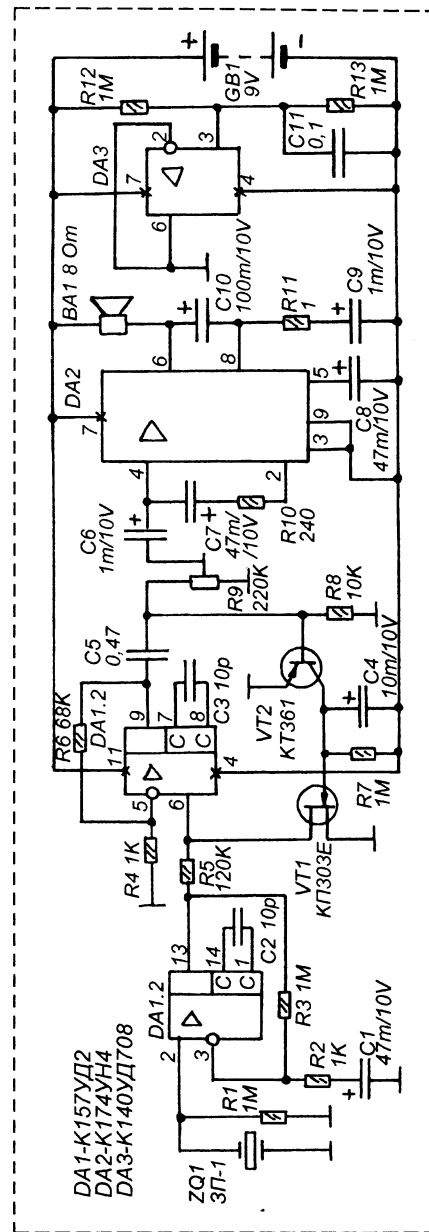 DA1-К157УД2
DA2-К174УН4
DA3-К140УД708
ZQ1
ЗП-1
R1
1M
2
3
DA1.2
C
C
13
14
1
C2 10p
R3 1M
R2
1K
C1
47m/10V
R4 1K
R5
120K
R6 68K
DA1.2
11
5
6
4
9
7
8
C
C
C3 10p
C5
0,47
VT1
КП303Е
R7
1M
VT2
КТ361
C4
10m/10V
R8
10K
R9
220K
C6
1m/10V
C7
47m/
/10V
R10
240
DA2
7
4
2
6
8
5
9
3
C8
47m/10V
BA1 8 Om
C10
100m/10V
R11
1
C9
1m/10V
DA3
7
6
2
3
4
R12
1M
C11
0,1
R13
1M
GB1
9V